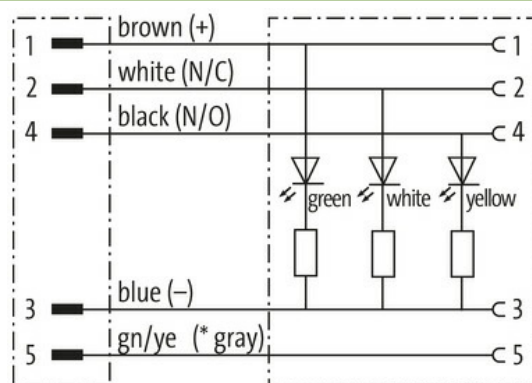 1 brown (+) 1
2 white (N/C) 2
4 black (N/O) 4
green white yellow
3 blue (–) 3
5 gn/ye (* gray) 5